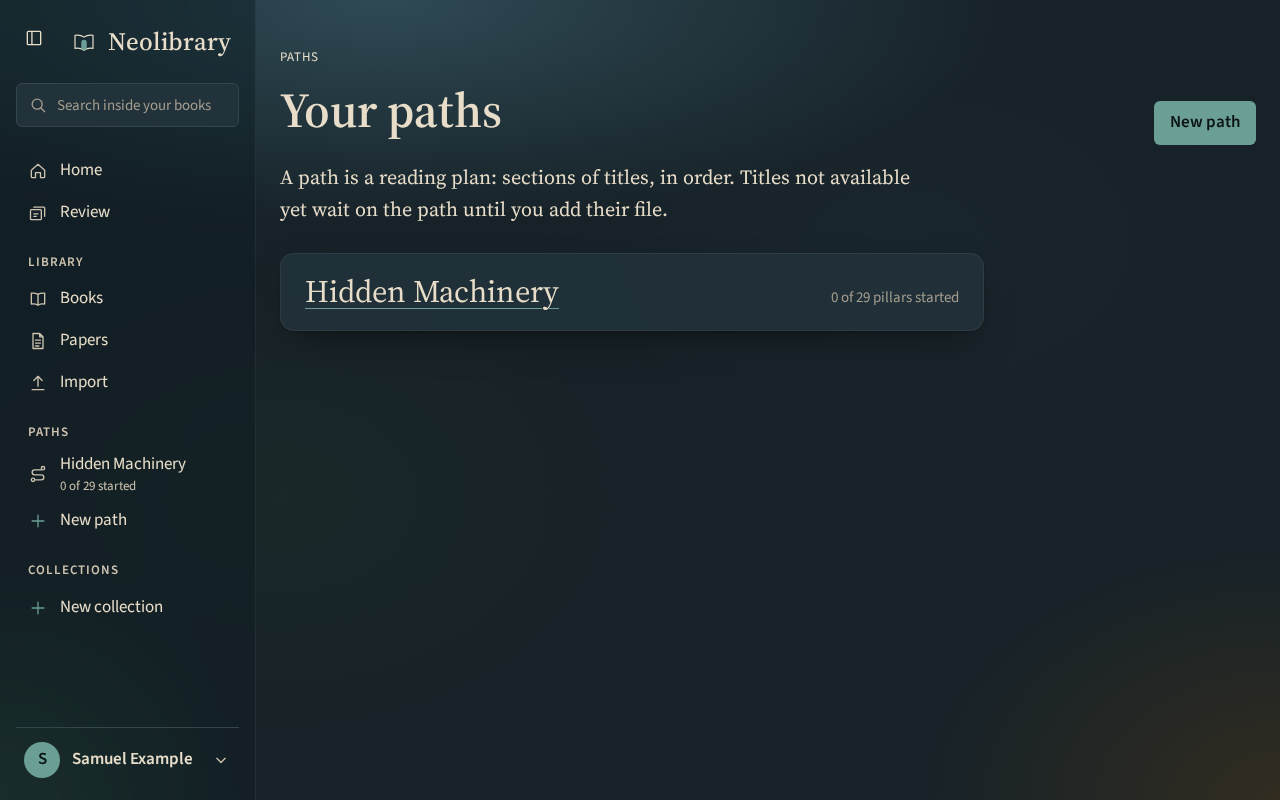 Neolibrary
Search inside your books
Home
Review
LIBRARY
Books
Papers
Import
PATHS
Hidden Machinery
0 of 29 started
New path
COLLECTIONS
New collection
S
Samuel Example
PATHS
Your paths
New path
A path is a reading plan: sections of titles, in order. Titles not available
yet wait on the path until you add their file.
Hidden Machinery
0 of 29 pillars started